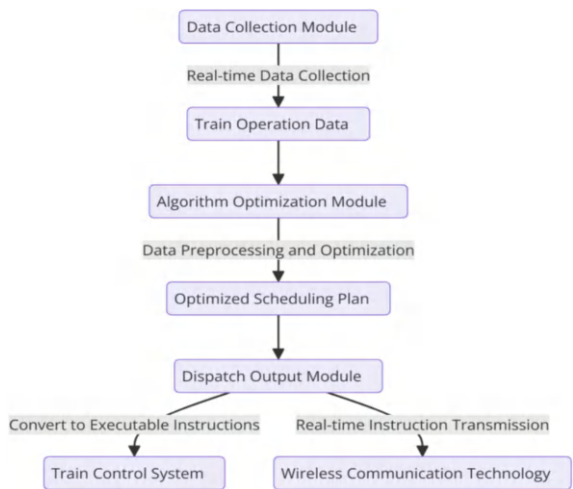 Data Collection Module
Real-time Data Collection
Train Operation Data
Algorithm Optimization Module
Data Preprocessing and Optimization
Optimized Scheduling Plan
Dispatch Output Module
Convert to Executable Instructions
Real-time Instruction Transmission
Train Control System
Wireless Communication Technology